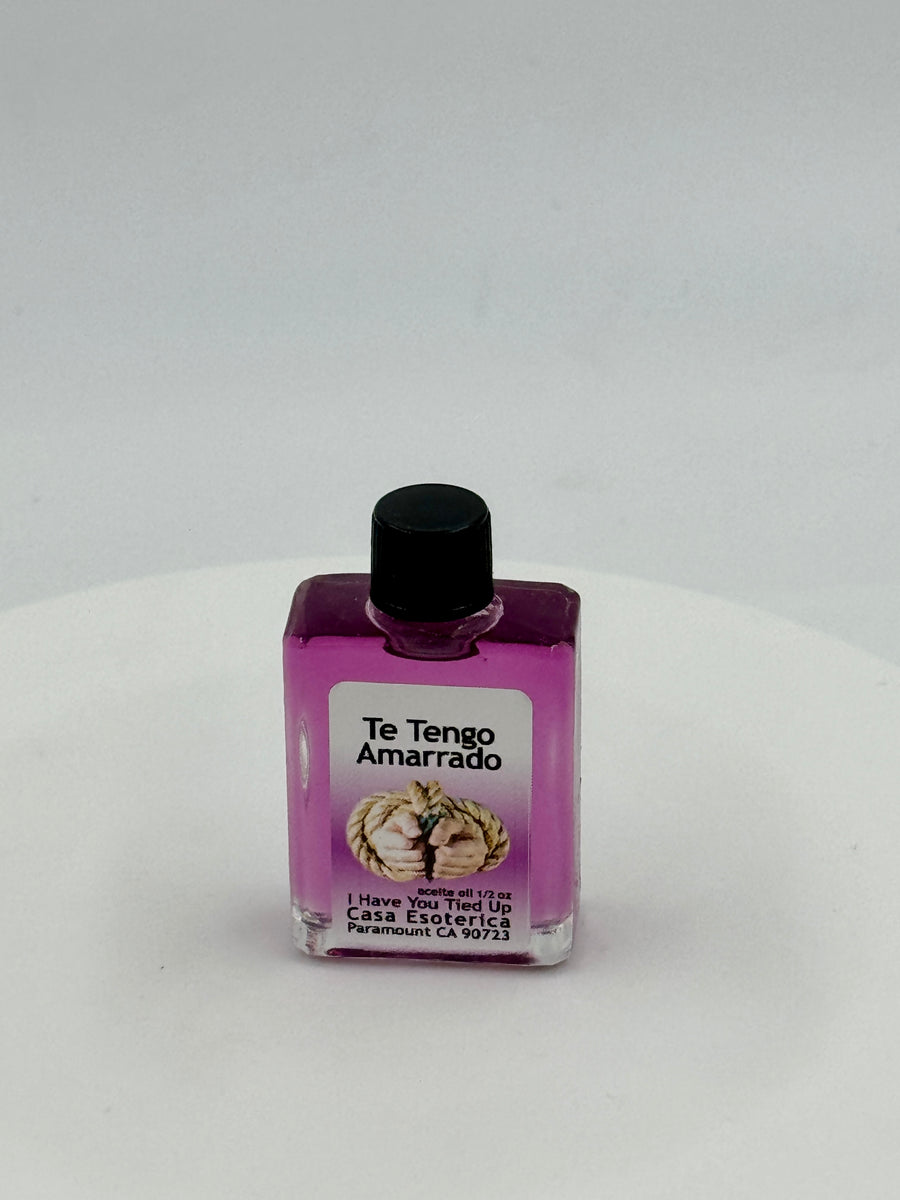 Te Tengo
Amarrado
aceite oil 1/2 oz
I Have You Tied Up
Casa Esoterica
Paramount CA 90723